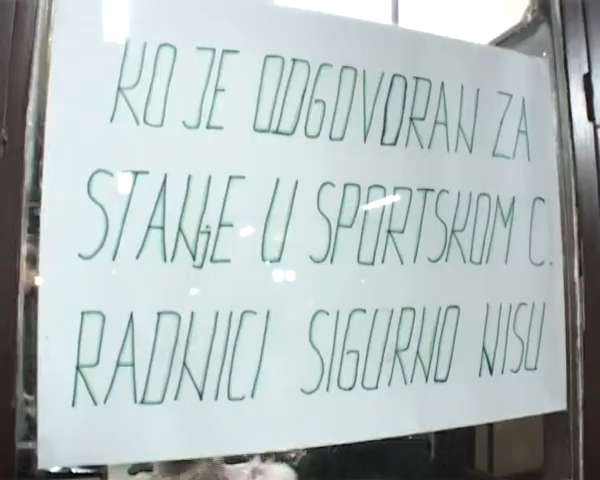 KO JE ODGOVORAN ZA
STANJE U SPORTSKOM C.
RADNICI SIGURNO NISU